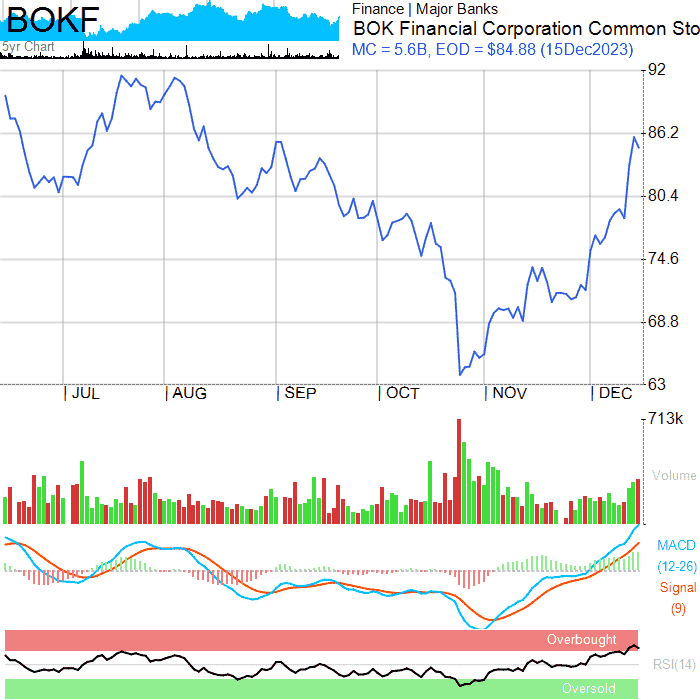 BOKF
5yr Chart
Finance | Major Banks
BOK Financial Corporation Common Sto
MC = 5.6B, EOD = $84.88 (15Dec2023)
92
86.2
80.4
74.6
68.8
63
JUL
AUG
SEP
OCT
NOV
DEC
713k
Volume
MACD
(12-26)
Signal
(9)
Overbought
RSI(14)
Oversold